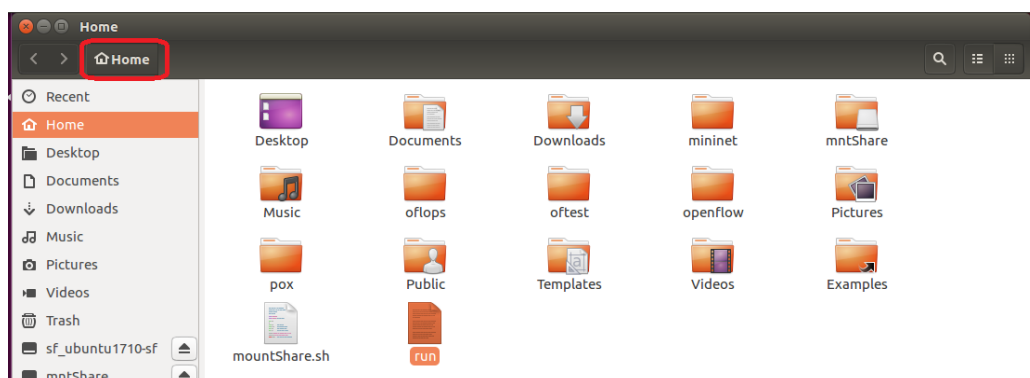 Home
Home
Recent
Home
Desktop
Documents
Downloads
Music
Pictures
Videos
Trash
sf_ubuntu1710-sf
mntShare
Desktop Documents Downloads mininet mntShare
Music oflops oftest openflow Pictures
pox Public Templates Videos Examples
mountShare.sh run